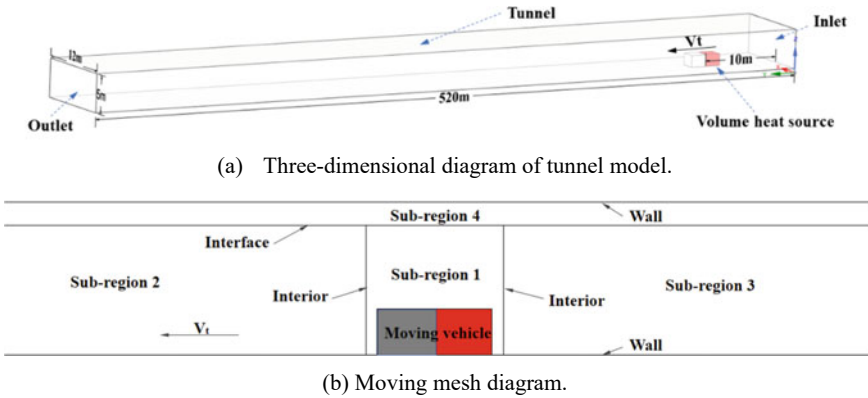 Tunnel
Inlet
12m
Vt
10m
5m
520m
Outlet
Volume heat source
(a) Three-dimensional diagram of tunnel model.
Sub-region 4
Wall
Interface
Sub-region 2
Sub-region 1
Sub-region 3
Interior
Interior
Vt
Moving vehicle
Wall
(b) Moving mesh diagram.